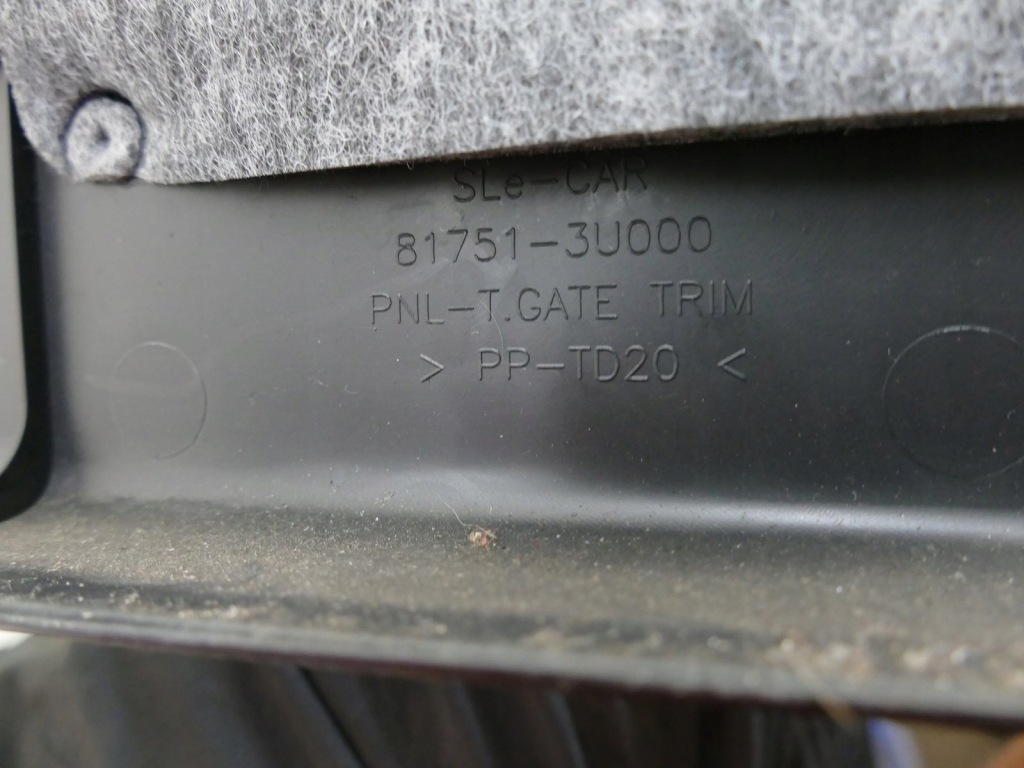 SLe-CAR
81751-3U000
PNL-T.GATE TRIM
> PP-TD20 <